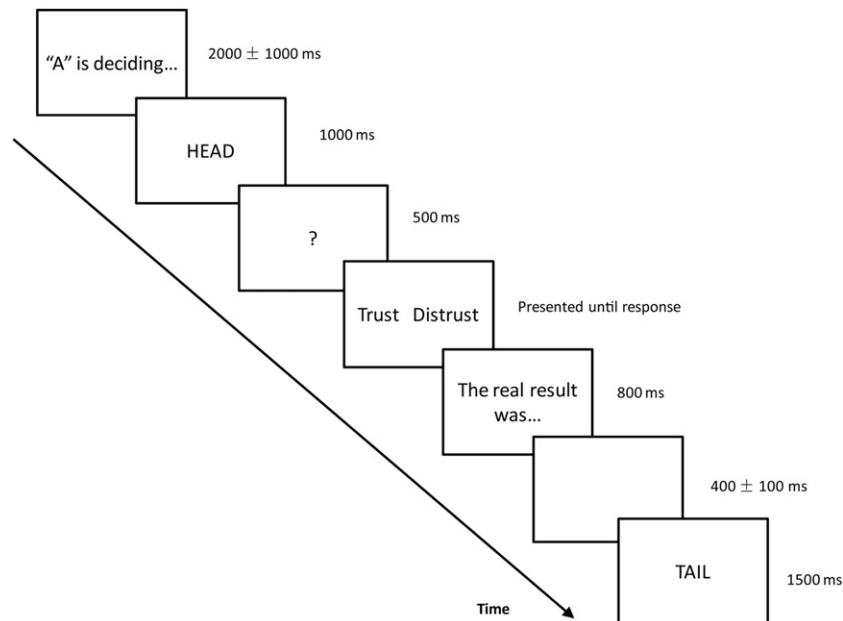 “A” is deciding...
2000 ± 1000 ms
HEAD
1000 ms
?
500 ms
Trust Distrust
Presented until response
The real result
was...
800 ms
400 ± 100 ms
TAIL
1500 ms
Time